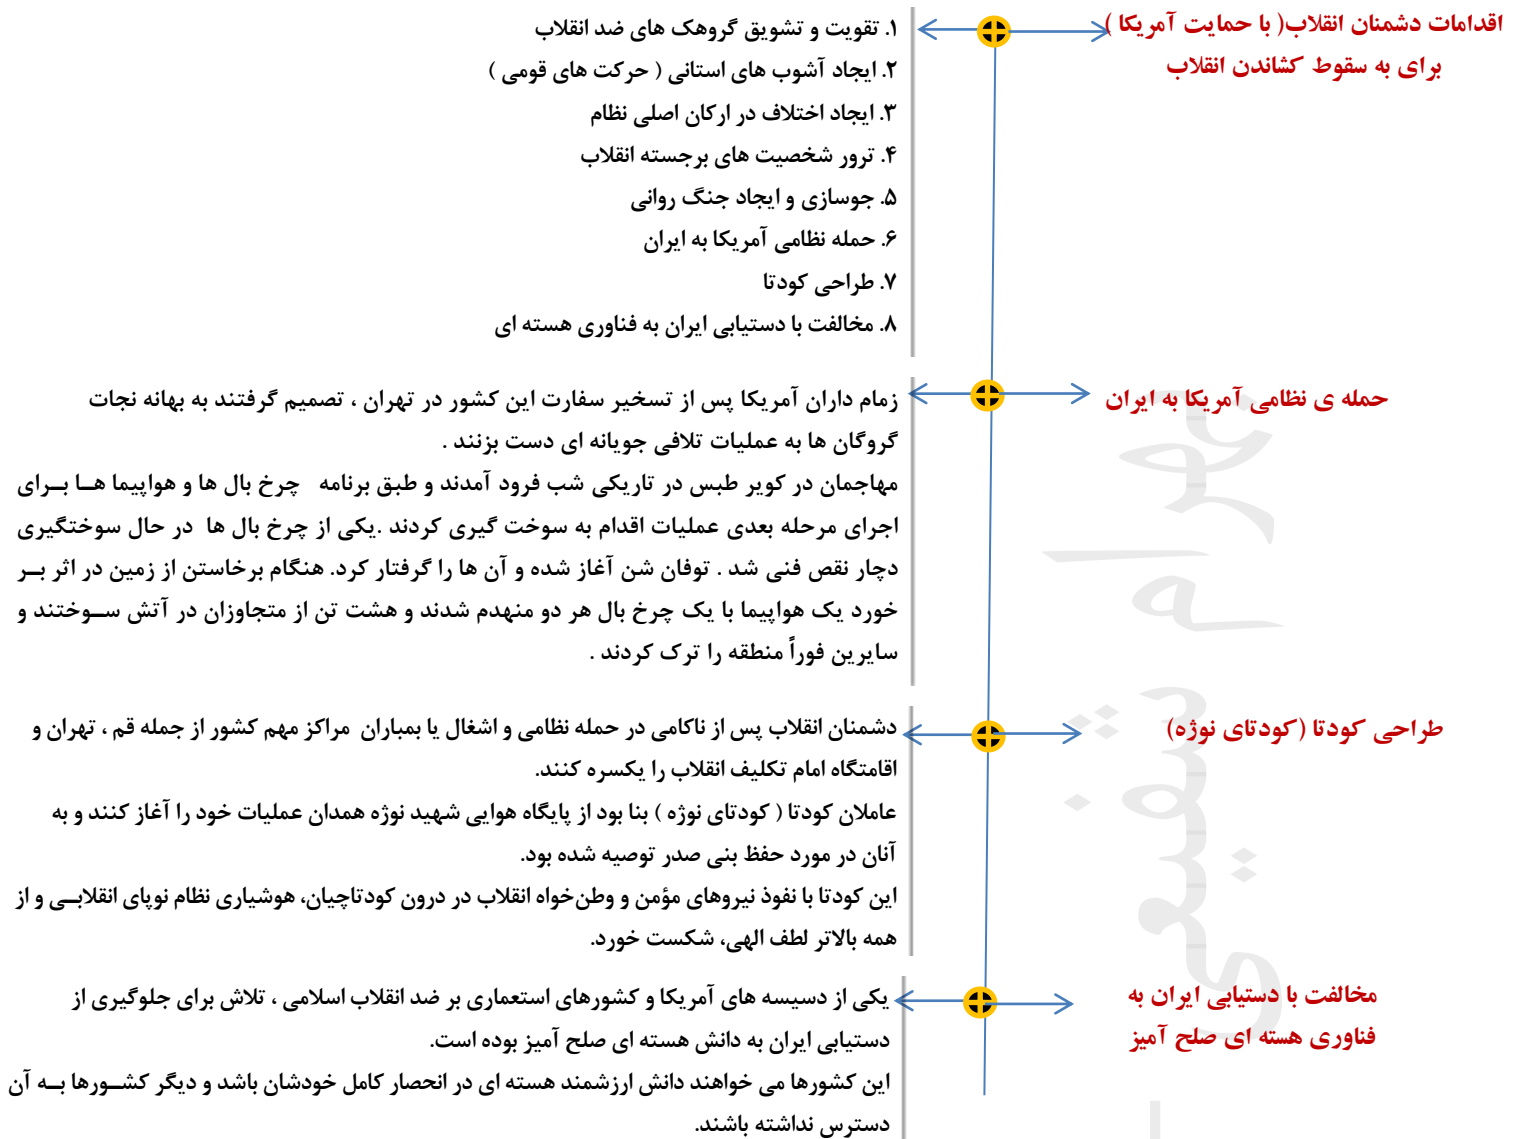 اقدامات دشمنان انقلاب( با حمایت آمریکا )
برای به سقوط کشاندن انقلاب
۱. تقویت و تشویق گروهک های ضد انقلاب
۲. ایجاد آشوب های استانی ( حرکت های قومی )
۳. ایجاد اختلاف در ارکان اصلی نظام
۴. ترور شخصیت های برجسته انقلاب
۵. جوسازی و ایجاد جنگ روانی
۶. حمله نظامی آمریکا به ایران
۷. طراحی کودتا
۸. مخالفت با دستیابی ایران به فناوری هسته ای
حمله ی نظامی آمریکا به ایران
زمام داران آمریکا پس از تسخیر سفارت این کشور در تهران ، تصمیم گرفتند به بهانه نجات
گروگان ها به عملیات تلافی جویانه ای دست بزنند .
مهاجمان در کویر طبس در تاریکی شب فرود آمدند و طبق برنامه چرخ بال ها و هواپیما هــا بــرای
اجرای مرحله بعدی عملیات اقدام به سوخت گیری کردند .یکی از چرخ بال ها در حال سوختگیری
دچار نقص فنی شد . توفان شن آغاز شده و آن ها را گرفتار کرد. هنگام برخاستن از زمین در اثر بــر
خورد یک هواپیما با یک چرخ بال هر دو منهدم شدند و هشت تن از متجاوزان در آتش ســوختند و
سایرین فوراً منطقه را ترک کردند .
طراحی کودتا (کودتای نوژه)
دشمنان انقلاب پس از ناکامی در حمله نظامی و اشغال یا بمباران مراکز مهم کشور از جمله قم ، تهران و
اقامتگاه امام تکلیف انقلاب را یکسره کنند.
عاملان کودتا ( کودتای نوژه ) بنا بود از پایگاه هوایی شهید نوژه همدان عملیات خود را آغاز کنند و به
آنان در مورد حفظ بنی صدر توصیه شده بود.
این کودتا با نفوذ نیروهای مؤمن و وطن‌خواه انقلاب در درون کودتاچیان، هوشیاری نظام نوپای انقلابــی و از
همه بالاتر لطف الهی، شکست خورد.
مخالفت با دستیابی ایران به
فناوری هسته ای صلح آمیز
یکی از دسیسه های آمریکا و کشورهای استعماری بر ضد انقلاب اسلامی ، تلاش برای جلوگیری از
دستیابی ایران به دانش هسته ای صلح آمیز بوده است.
این کشورها می خواهند دانش ارزشمند هسته ای در انحصار کامل خودشان باشد و دیگر کشــورها بــه آن
دسترس نداشته باشند.